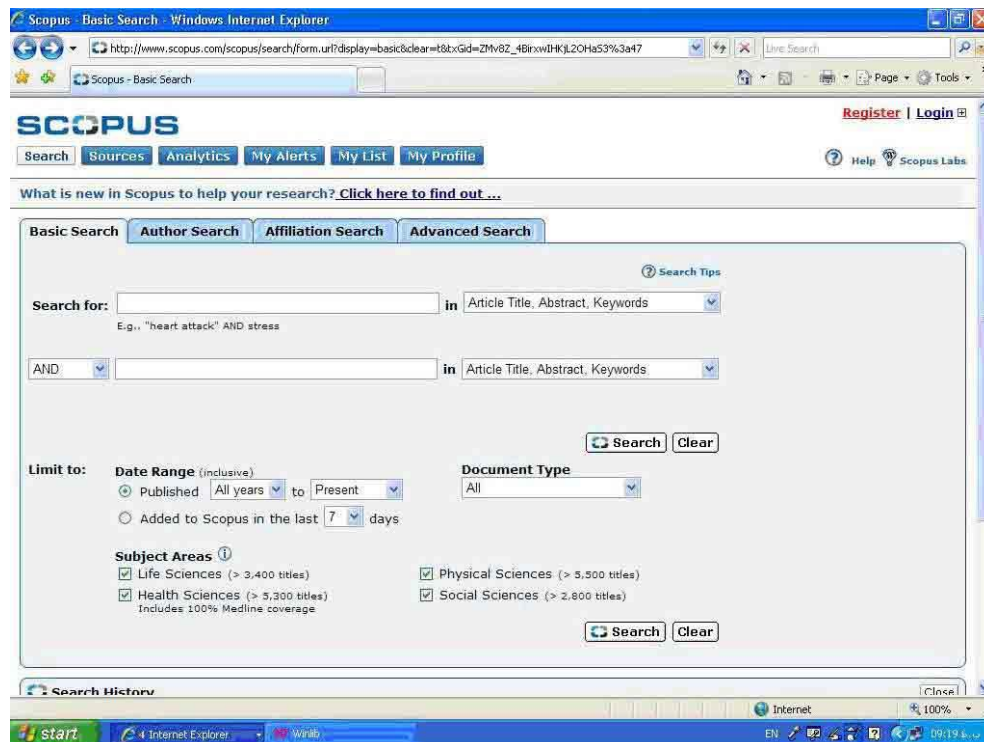 Scopus - Basic Search - Windows Internet Explorer
http://www.scopus.com/scopus/search/form.url?display=basic&clear=t&txGid=ZMv8Z_4BirxwIHKjL2OHaS3%3a47
Live Search
Scopus - Basic Search
Page Tools
SCOPUS
Register | Login
Search Sources Analytics My Alerts My List My Profile
Help Scopus Labs
What is new in Scopus to help your research? Click here to find out ...
Basic Search Author Search Affiliation Search Advanced Search
Search Tips
Search for: in Article Title, Abstract, Keywords
E.g., "heart attack" AND stress
AND in Article Title, Abstract, Keywords
Search Clear
Limit to: Date Range (inclusive) Document Type
Published All years to Present All
Added to Scopus in the last 7 days
Subject Areas
Life Sciences (> 3,400 titles) Physical Sciences (> 5,500 titles)
Health Sciences (> 5,300 titles) Social Sciences (> 2,800 titles)
Includes 100% Medline coverage
Search Clear
Search History Close
Internet 100%
start 4 Internet Explorer Winlib EN 09:19